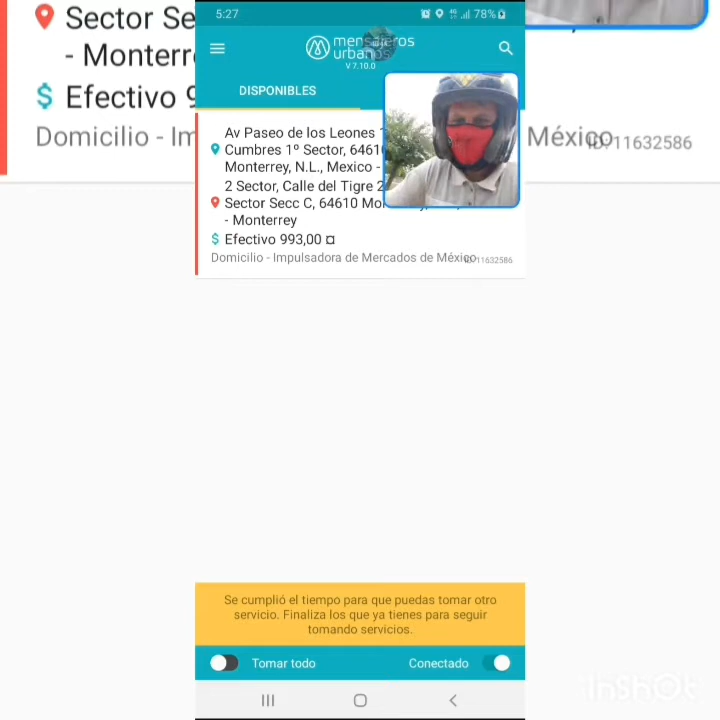 Sector Se
- Monterr
$ Efectivo 9
Domicilio - Im
México
ID: 11632586
5:27
78%
mensajeros
urbanos
V 7.10.0
DISPONIBLES
Av Paseo de los Leones
Cumbres 1º Sector, 6461
Monterrey, N.L., Mexico -
2 Sector, Calle del Tigre 2
Sector Secc C, 64610 Mo
- Monterrey
$ Efectivo 993,00 ¤
Domicilio - Impulsadora de Mercados de México
11632586
Se cumplió el tiempo para que puedas tomar otro
servicio. Finaliza los que ya tienes para seguir
tomando servicios.
Tomar todo
Conectado
InShOt